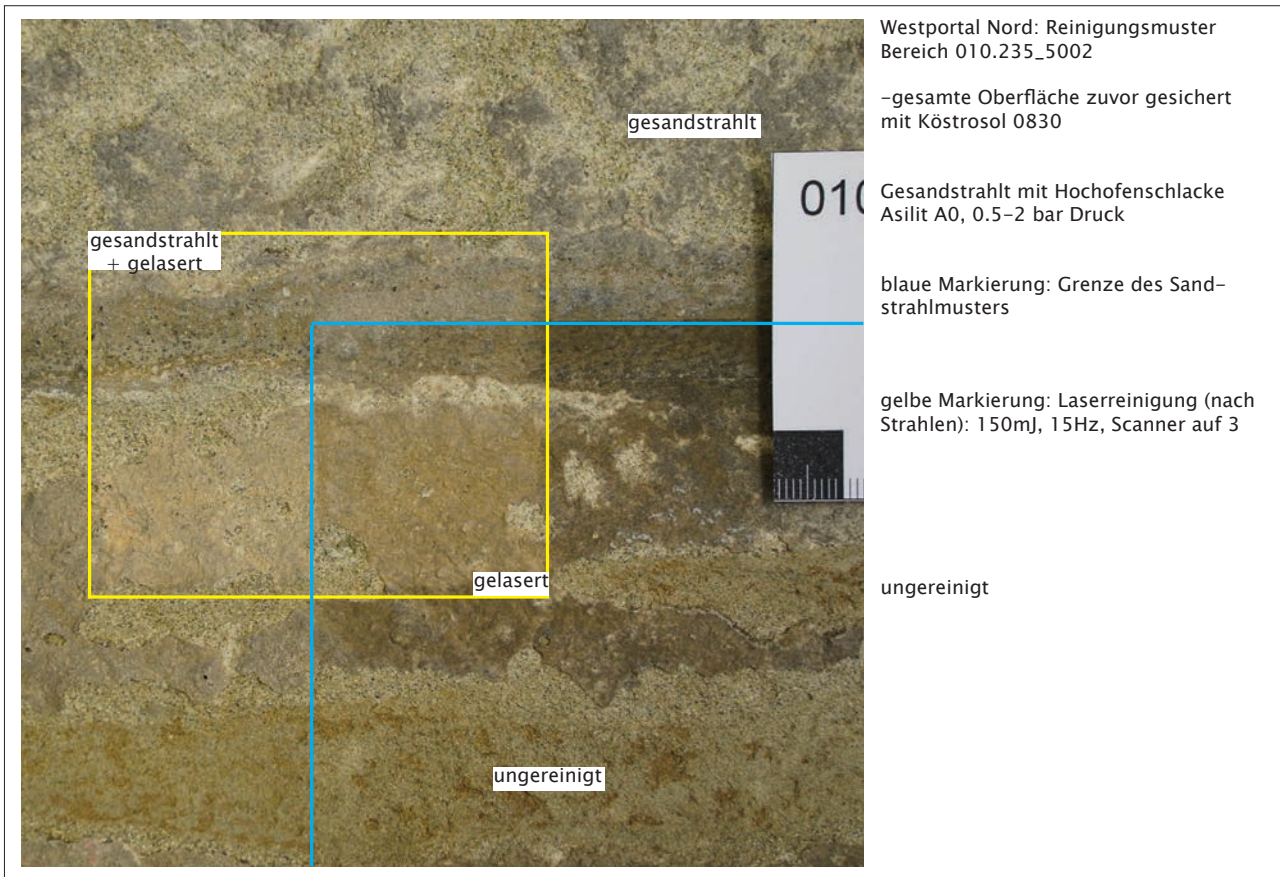 Westportal Nord: Reinigungsmuster
Bereich 010.235_5002
-gesamte Oberfläche zuvor gesichert
mit Köstrosol 0830
Gesandstrahlt mit Hochofenschlacke
Asilit A0, 0.5–2 bar Druck
blaue Markierung: Grenze des Sand-
strahlmusters
gelbe Markierung: Laserreinigung (nach
Strahlen): 150mJ, 15Hz, Scanner auf 3
ungereinigt
gesandstrahlt
010
gesandstrahlt
+ gelasert
gelasert
ungereinigt